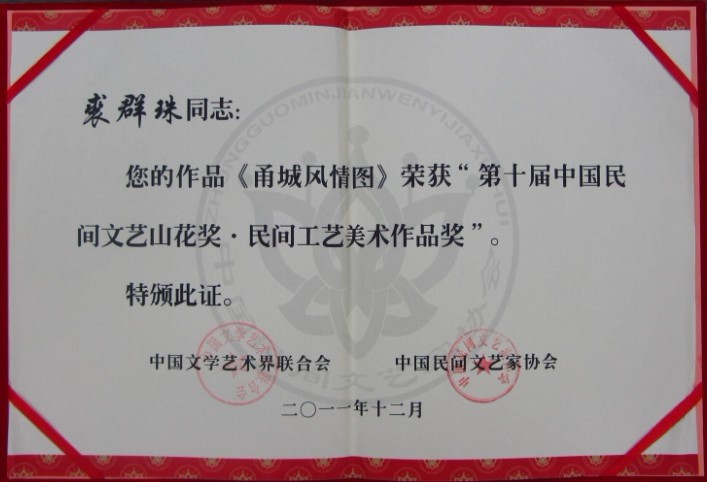 裘群珠同志:
您的作品《甬城风情图》荣获“第十届中国民
间文艺山花奖·民间工艺美术作品奖”。
特颁此证。
中国文学艺术界联合会 中国民间文艺家协会
二〇一一年十二月